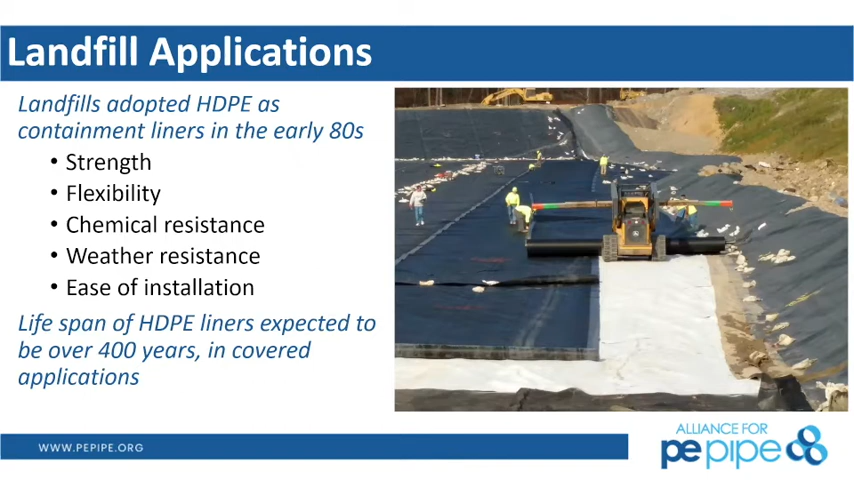 Landfill Applications
Landfills adopted HDPE as
containment liners in the early 80s
• Strength
• Flexibility
• Chemical resistance
• Weather resistance
• Ease of installation
Life span of HDPE liners expected to
be over 400 years, in covered
applications
WWW.PEPIPE.ORG
ALLIANCE FOR
pepipe